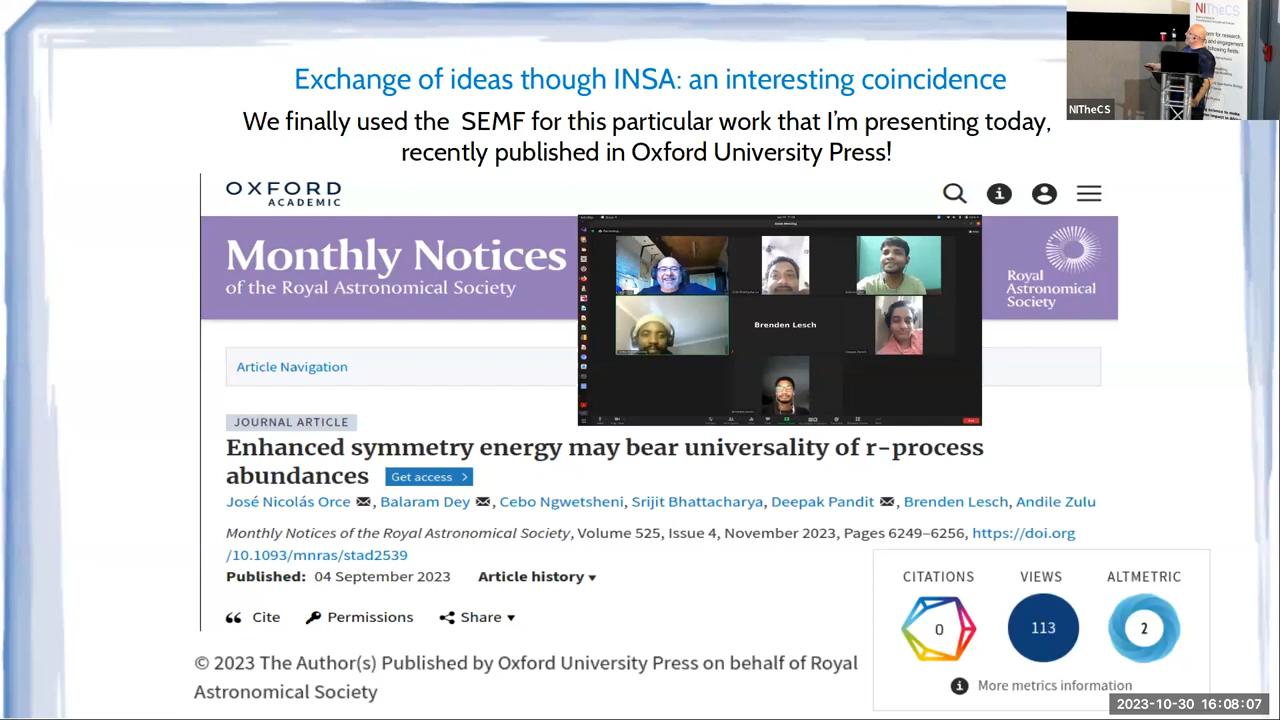 Exchange of ideas though INSA: an interesting coincidence
We finally used the SEMF for this particular work that I'm presenting today,
recently published in Oxford University Press!
NITheCS
NITheCS
OXFORD
ACADEMIC
Monthly Notices
of the Royal Astronomical Society
Royal
Astronomical
Society
Brenden Lesch
Article Navigation
JOURNAL ARTICLE
Enhanced symmetry energy may bear universality of r-process
abundances Get access
José Nicolás Orce, Balaram Dey, Cebo Ngwetsheni, Srijit Bhattacharya, Deepak Pandit, Brenden Lesch, Andile Zulu
Monthly Notices of the Royal Astronomical Society, Volume 525, Issue 4, November 2023, Pages 6249–6256, https://doi.org
/10.1093/mnras/stad2539
Published: 04 September 2023 Article history
Cite Permissions Share
CITATIONS VIEWS ALTMETRIC
0 113 2
More metrics information
© 2023 The Author(s) Published by Oxford University Press on behalf of Royal
Astronomical Society
2023-10-30 16:08:07